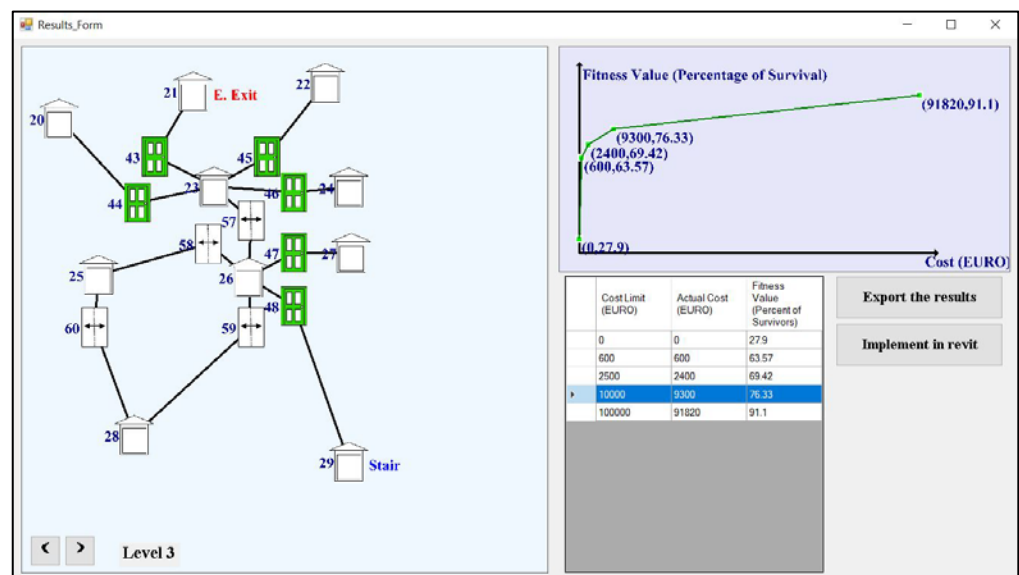 Results_Form
20
21
E. Exit
22
43
45
44
23
46
24
57
58
47
27
25
26
48
60
59
28
29
Stair
Level 3
Fitness Value (Percentage of Survival)
(91820,91.1)
(9300,76.33)
(2400,69.42)
(600,63.57)
(0,27.9)
Cost (EURO)
Cost Limit (EURO)
Actual Cost (EURO)
Fitness Value (Percent of Survivors)
0 0 27.9
600 600 63.57
2500 2400 69.42
10000 9300 76.33
100000 91820 91.1
Export the results
Implement in revit